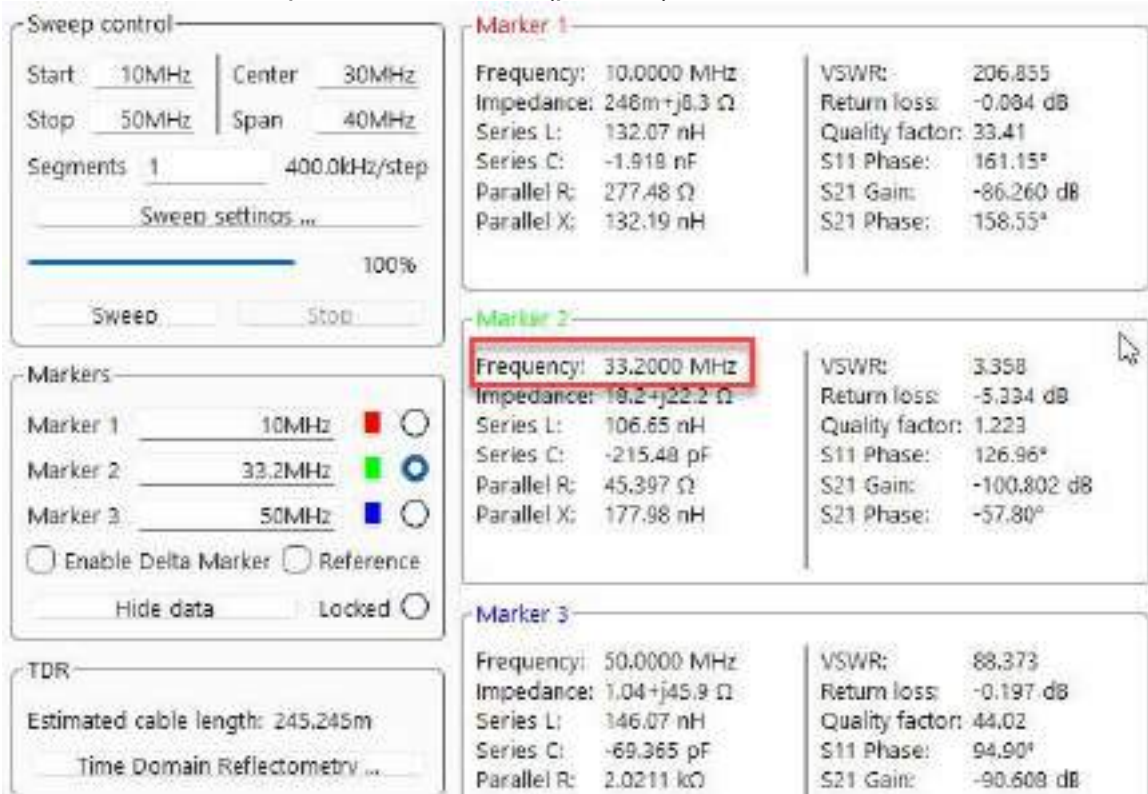 Sweep control
Start 10MHz Center 30MHz
Stop 50MHz Span 40MHz
Segments 1 400.0kHz/step
Sweep settings ...
100%
Sweep Stop
Markers
Marker 1 10MHz
Marker 2 33.2MHz
Marker 3 50MHz
Enable Delta Marker Reference
Hide data Locked
TDR
Estimated cable length: 245.245m
Time Domain Reflectometry ...
Marker 1
Frequency: 10.0000 MHz
Impedance: 248m+j8.3 Ω
Series L: 132.07 nH
Series C: -1.918 nF
Parallel R: 277.48 Ω
Parallel X: 132.19 nH
VSWR: 206.855
Return loss: -0.084 dB
Quality factor: 33.41
S11 Phase: 161.15°
S21 Gain: -86.260 dB
S21 Phase: 158.55°
Marker 2
Frequency: 33.2000 MHz
Impedance: 18.2+j22.2 Ω
Series L: 106.65 nH
Series C: -215.48 pF
Parallel R: 45.397 Ω
Parallel X: 177.98 nH
VSWR: 3.358
Return loss: -5.334 dB
Quality factor: 1.223
S11 Phase: 126.96°
S21 Gain: -100.802 dB
S21 Phase: -57.80°
Marker 3
Frequency: 50.0000 MHz
Impedance: 1.04+j45.9 Ω
Series L: 146.07 nH
Series C: -69.365 pF
Parallel R: 2.0211 kΩ
VSWR: 88.373
Return loss: -0.197 dB
Quality factor: 44.02
S11 Phase: 94.90°
S21 Gain: -90.608 dB